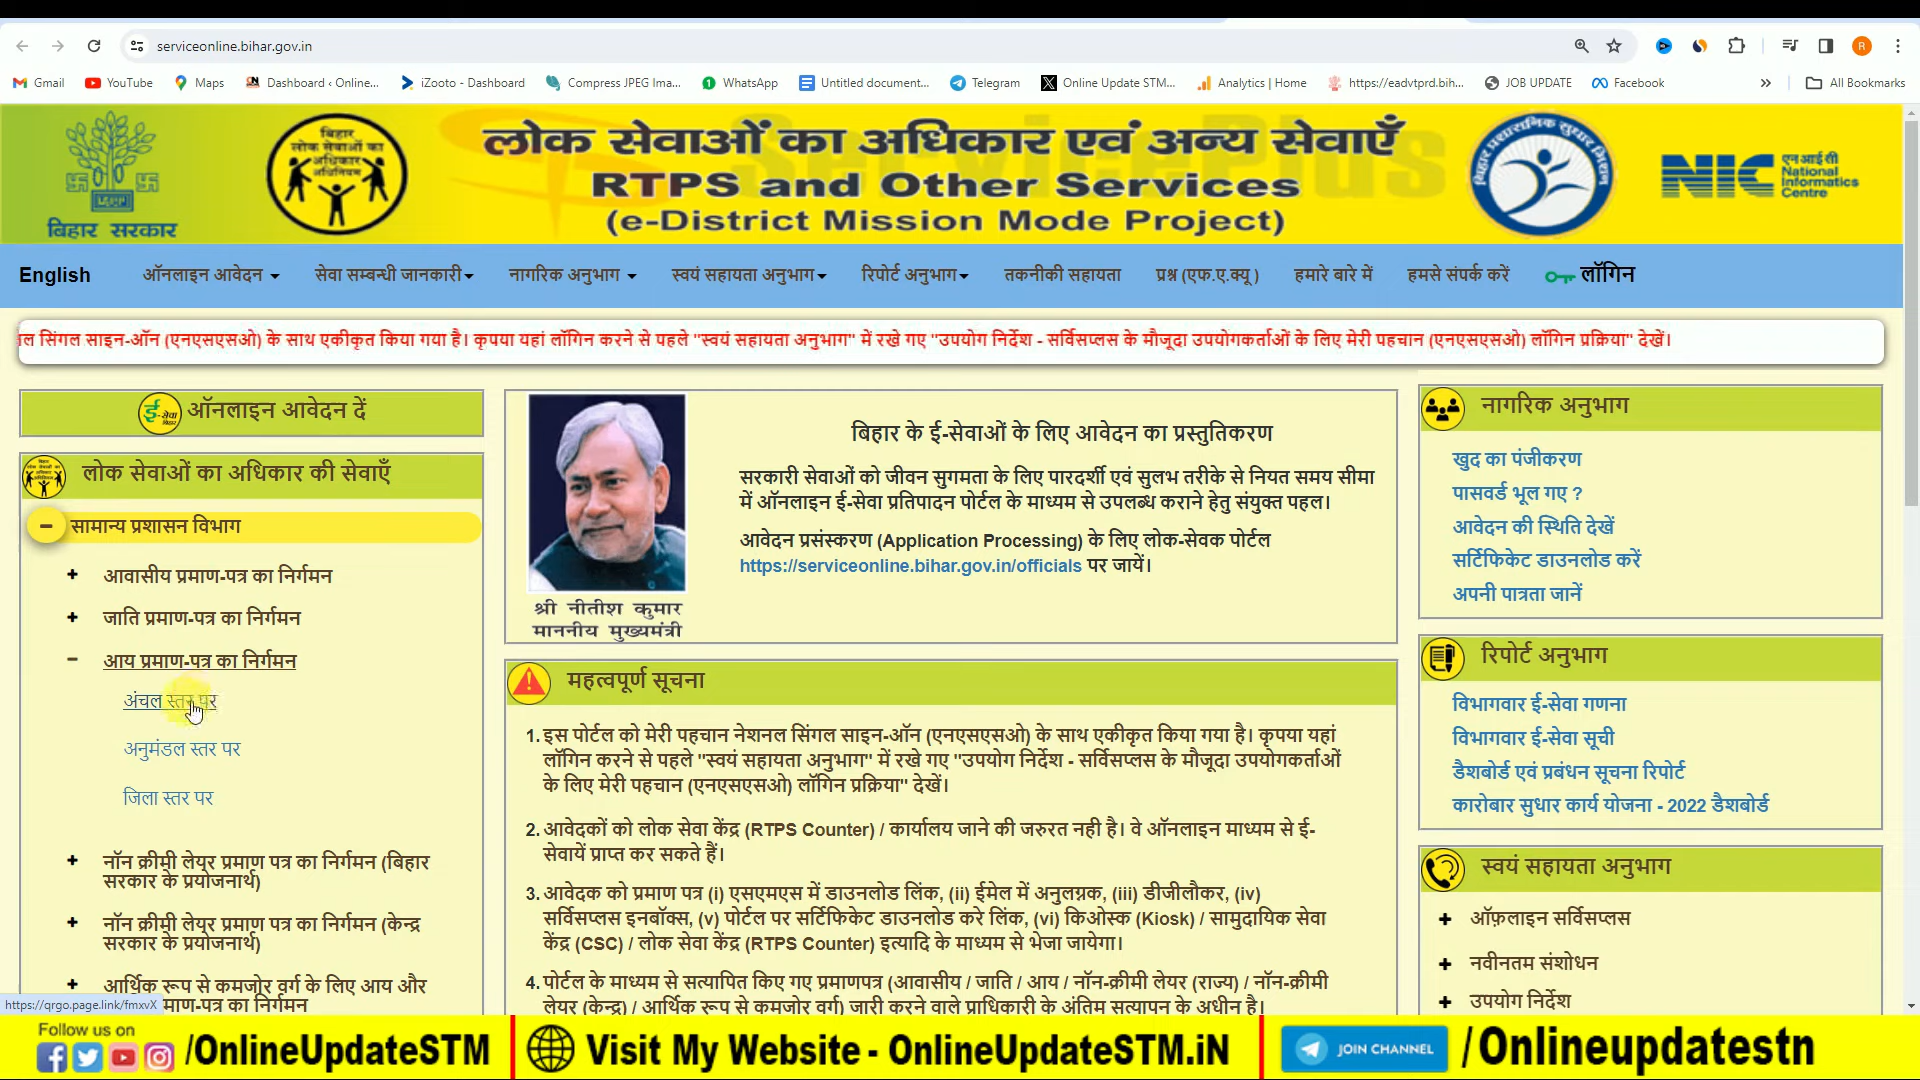 serviceonline.bihar.gov.in
Gmail YouTube Maps Dashboard ‹ Online... iZooto - Dashboard Compress JPEG Ima... WhatsApp Untitled document... Telegram Online Update STM... Analytics | Home https://eadvtprd.bih... JOB UPDATE Facebook » All Bookmarks
बिहार सरकार
बिहार
लोक सेवाओं का
अधिकार
अधिनियम
लोक सेवाओं का अधिकार एवं अन्य सेवाएँ
RTPS and Other Services
(e-District Mission Mode Project)
ServicePlus
बिहार प्रशासनिक सुधार मिशन
NIC एनआईसी
National
Informatics
Centre
English ऑनलाइन आवेदन सेवा सम्बन्धी जानकारी नागरिक अनुभाग स्वयं सहायता अनुभाग रिपोर्ट अनुभाग तकनीकी सहायता प्रश्न (एफ.ए.क्यू ) हमारे बारे में हमसे संपर्क करें लॉगिन
ल सिंगल साइन-ऑन (एनएसएसओ) के साथ एकीकृत किया गया है। कृपया यहां लॉगिन करने से पहले "स्वयं सहायता अनुभाग" में रखे गए "उपयोग निर्देश - सर्विसप्लस के मौजूदा उपयोगकर्ताओं के लिए मेरी पहचान (एनएसएसओ) लॉगिन प्रक्रिया" देखें।
ई-सेवा बिहार ऑनलाइन आवेदन दें
लोक सेवाओं का अधिकार की सेवाएँ
− सामान्य प्रशासन विभाग
+ आवासीय प्रमाण-पत्र का निर्गमन
+ जाति प्रमाण-पत्र का निर्गमन
− आय प्रमाण-पत्र का निर्गमन
अंचल स्तर पर
अनुमंडल स्तर पर
जिला स्तर पर
+ नॉन क्रीमी लेयर प्रमाण पत्र का निर्गमन (बिहार
सरकार के प्रयोजनार्थ)
+ नॉन क्रीमी लेयर प्रमाण पत्र का निर्गमन (केन्द्र
सरकार के प्रयोजनार्थ)
+ आर्थिक रूप से कमजोर वर्ग के लिए आय और
माण-पत्र का निर्गमन
https://qrgo.page.link/fmxvX
श्री नीतीश कुमार
माननीय मुख्यमंत्री
बिहार के ई-सेवाओं के लिए आवेदन का प्रस्तुतिकरण
सरकारी सेवाओं को जीवन सुगमता के लिए पारदर्शी एवं सुलभ तरीके से नियत समय सीमा
में ऑनलाइन ई-सेवा प्रतिपादन पोर्टल के माध्यम से उपलब्ध कराने हेतु संयुक्त पहल।
आवेदन प्रसंस्करण (Application Processing) के लिए लोक-सेवक पोर्टल
https://serviceonline.bihar.gov.in/officials पर जायें।
महत्वपूर्ण सूचना
1. इस पोर्टल को मेरी पहचान नेशनल सिंगल साइन-ऑन (एनएसएसओ) के साथ एकीकृत किया गया है। कृपया यहां
लॉगिन करने से पहले "स्वयं सहायता अनुभाग" में रखे गए "उपयोग निर्देश - सर्विसप्लस के मौजूदा उपयोगकर्ताओं
के लिए मेरी पहचान (एनएसएसओ) लॉगिन प्रक्रिया" देखें।
2. आवेदकों को लोक सेवा केंद्र (RTPS Counter) / कार्यालय जाने की जरुरत नही है। वे ऑनलाइन माध्यम से ई-
सेवायें प्राप्त कर सकते हैं।
3. आवेदक को प्रमाण पत्र (i) एसएमएस में डाउनलोड लिंक, (ii) ईमेल में अनुलग्नक, (iii) डीजीलौकर, (iv)
सर्विसप्लस इनबॉक्स, (v) पोर्टल पर सर्टिफिकेट डाउनलोड करे लिंक, (vi) किओस्क (Kiosk) / सामुदायिक सेवा
केंद्र (CSC) / लोक सेवा केंद्र (RTPS Counter) इत्यादि के माध्यम से भेजा जायेगा।
4. पोर्टल के माध्यम से सत्यापित किए गए प्रमाणपत्र (आवासीय / जाति / आय / नॉन-क्रीमी लेयर (राज्य) / नॉन-क्रीमी
लेयर (केन्द्र) / आर्थिक रूप से कमजोर वर्ग) जारी करने वाले प्राधिकारी के अंतिम सत्यापन के अधीन है।
नागरिक अनुभाग
खुद का पंजीकरण
पासवर्ड भूल गए ?
आवेदन की स्थिति देखें
सर्टिफिकेट डाउनलोड करें
अपनी पात्रता जानें
रिपोर्ट अनुभाग
विभागवार ई-सेवा गणना
विभागवार ई-सेवा सूची
डैशबोर्ड एवं प्रबंधन सूचना रिपोर्ट
कारोबार सुधार कार्य योजना - 2022 डैशबोर्ड
स्वयं सहायता अनुभाग
+ ऑफ़लाइन सर्विसप्लस
+ नवीनतम संशोधन
+ उपयोग निर्देश
Follow us on
/OnlineUpdateSTM
Visit My Website - OnlineUpdateSTM.iN
JOIN CHANNEL
/Onlineupdatestn